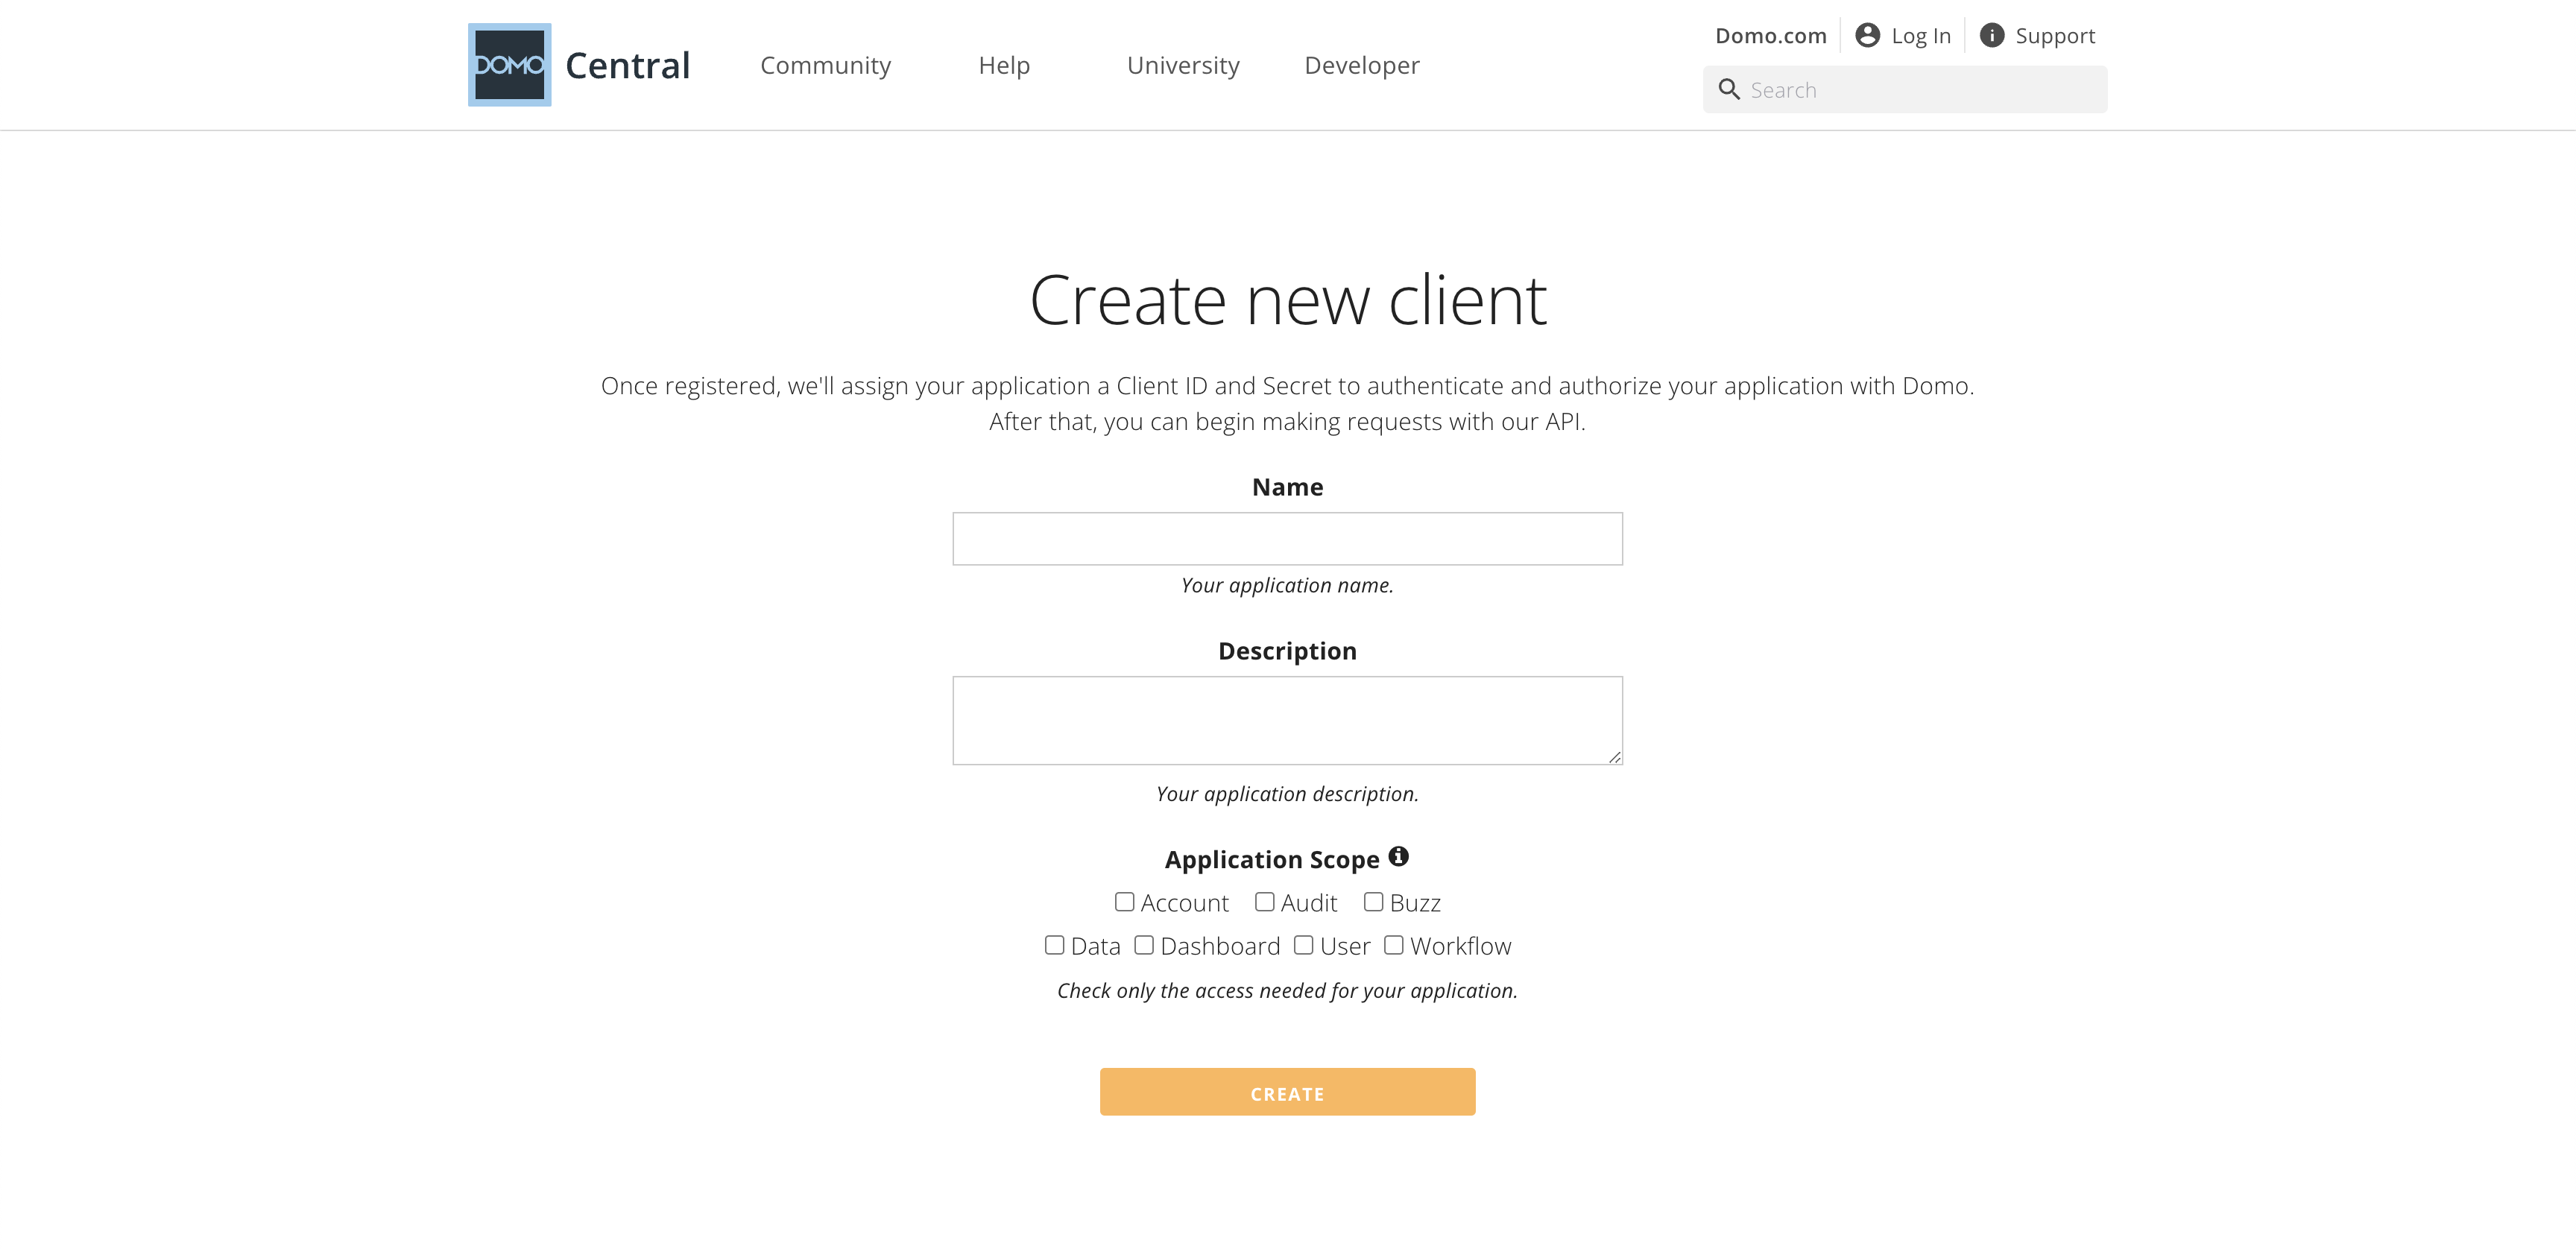 DOMO Central
Community
Help
University
Developer
Domo.com
Log In
Support
Search
Create new client
Once registered, we'll assign your application a Client ID and Secret to authenticate and authorize your application with Domo.
After that, you can begin making requests with our API.
Name
Your application name.
Description
Your application description.
Application Scope
Account Audit Buzz
Data Dashboard User Workflow
Check only the access needed for your application.
CREATE